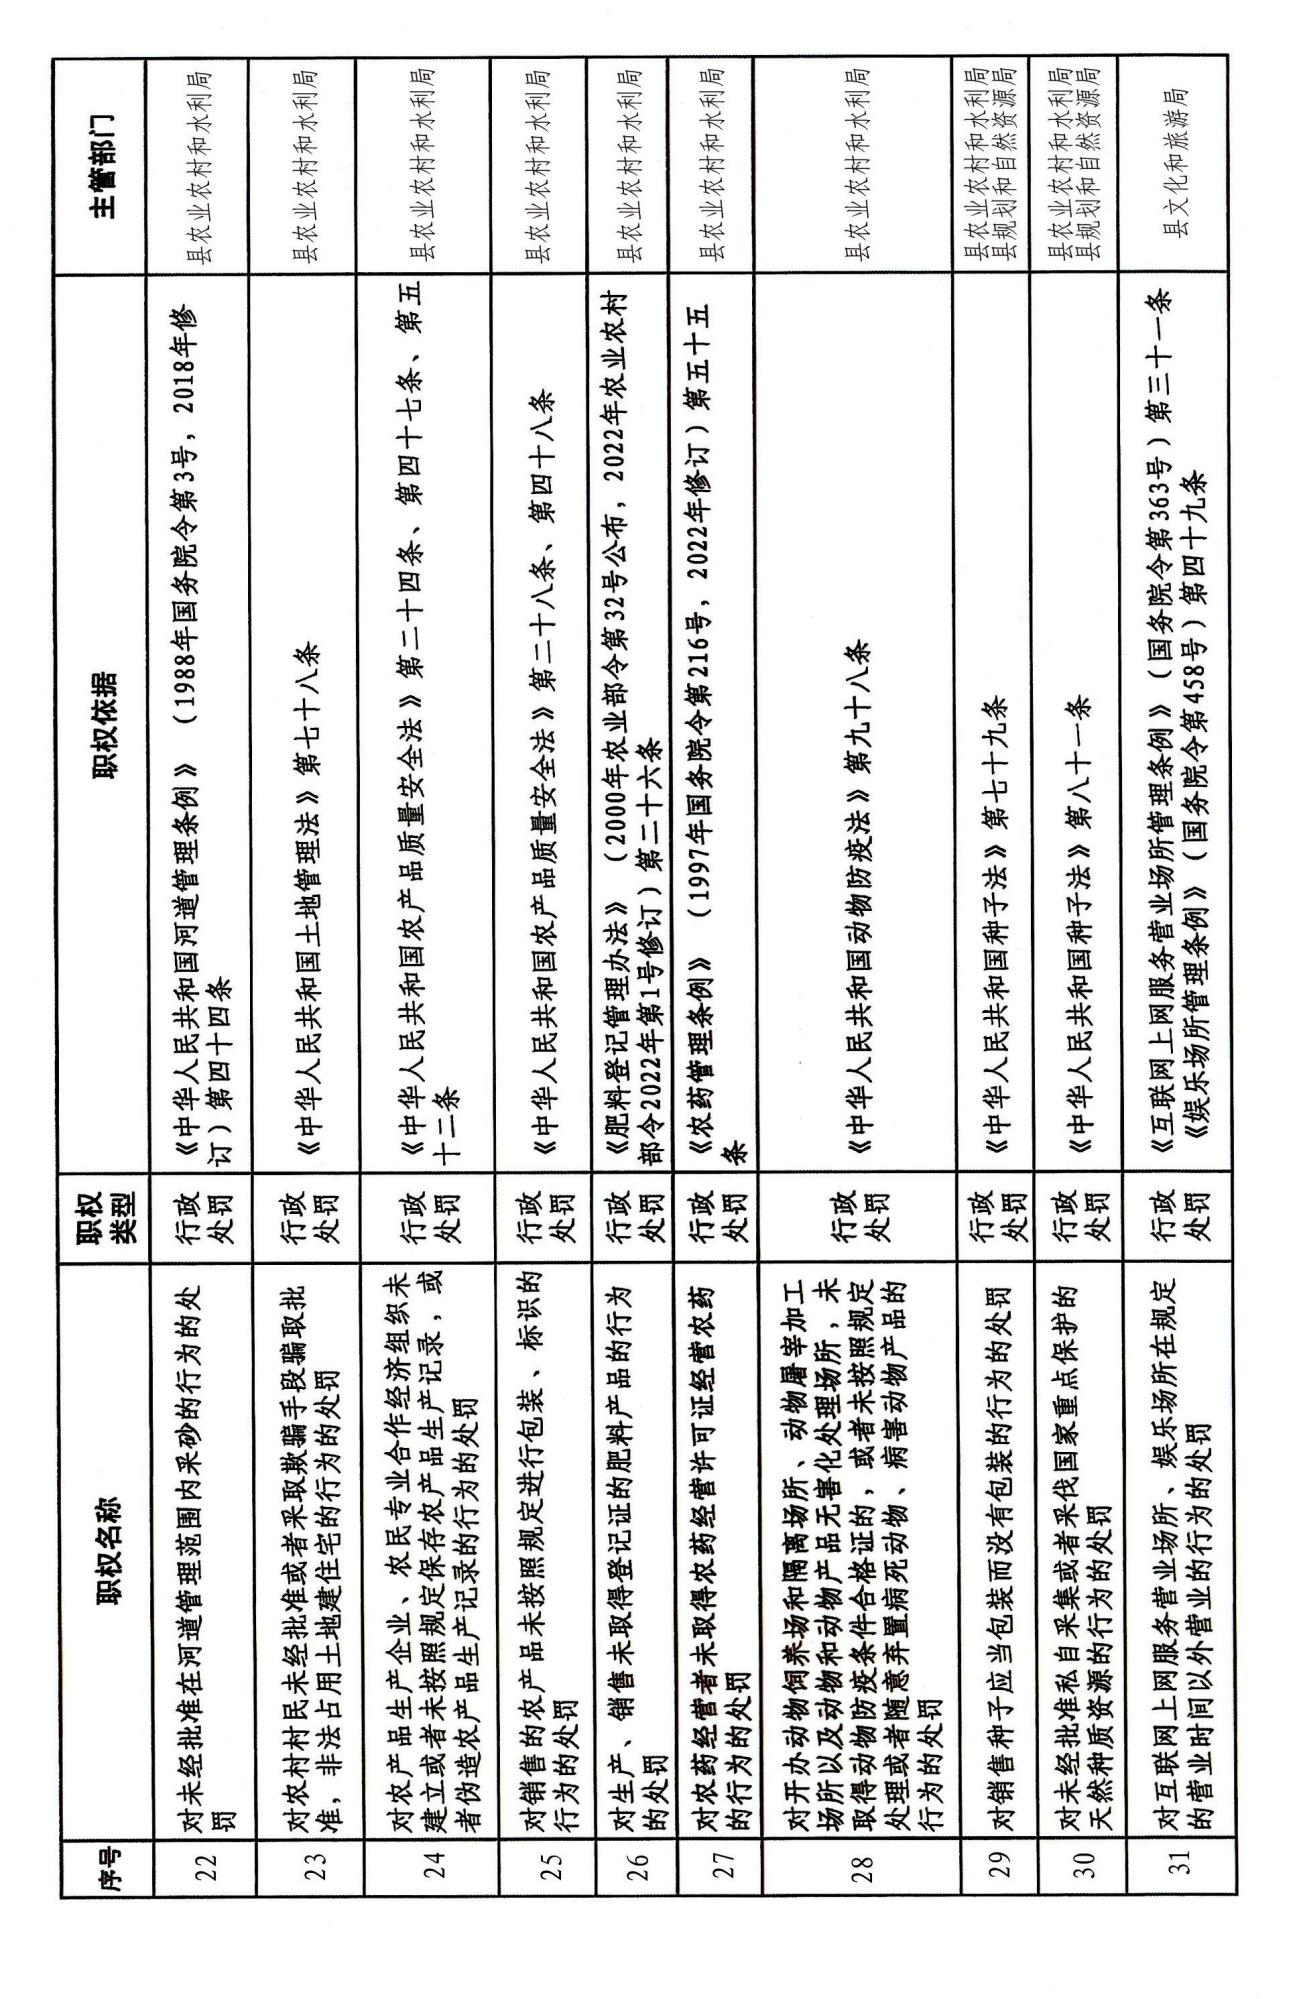 序号
职权名称
职权
类型
职权依据
主管部门
22
对未经批准在河道管理范围内采砂的行为的处
罚
行政
处罚
《中华人民共和国河道管理条例》（1988年国务院令第3号，2018年修
订）第四十四条
县农业农村和水利局
23
对农村村民未经批准或者采取欺骗手段骗取批
准，非法占用土地建住宅的行为的处罚
行政
处罚
《中华人民共和国土地管理法》第七十八条
县农业农村和水利局
24
对农产品生产企业、农民专业合作经济组织未
建立或者未按照规定保存农产品生产记录，或
者伪造农产品生产记录的行为的处罚
行政
处罚
《中华人民共和国农产品质量安全法》第二十四条、第四十七条、第五
十二条
县农业农村和水利局
25
对销售的农产品未按照规定进行包装、标识的
行为的处罚
行政
处罚
《中华人民共和国农产品质量安全法》第二十八条、第四十八条
县农业农村和水利局
26
对生产、销售未取得登记证的肥料产品的行为
的处罚
行政
处罚
《肥料登记管理办法》（2000年农业部令第32号公布，2022年农业农村
部令2022年第1号修订）第二十六条
县农业农村和水利局
27
对农药经营者未取得农药经营许可证经营农药
的行为的处罚
行政
处罚
《农药管理条例》（1997年国务院令第216号，2022年修订）第五十五
条
县农业农村和水利局
28
对开办动物饲养场和隔离场所、动物屠宰加工
场所以及动物和动物产品无害化处理场所，未
取得动物防疫条件合格证的，或者未按照规定
处理或者随意弃置病死动物、病害动物产品的
行为的处罚
行政
处罚
《中华人民共和国动物防疫法》第九十八条
县农业农村和水利局
29
对销售种子应当包装而没有包装的行为的处罚
行政
处罚
《中华人民共和国种子法》第七十九条
县农业农村和水利局
县规划和自然资源局
30
对未经批准私自采集或者采伐国家重点保护的
天然种质资源的行为的处罚
行政
处罚
《中华人民共和国种子法》第八十一条
县农业农村和水利局
县规划和自然资源局
31
对互联网上网服务营业场所、娱乐场所在规定
的营业时间以外营业的行为的处罚
行政
处罚
《互联网上网服务营业场所管理条例》（国务院令第363号）第三十一条
《娱乐场所管理条例》（国务院令第458号）第四十九条
县文化和旅游局